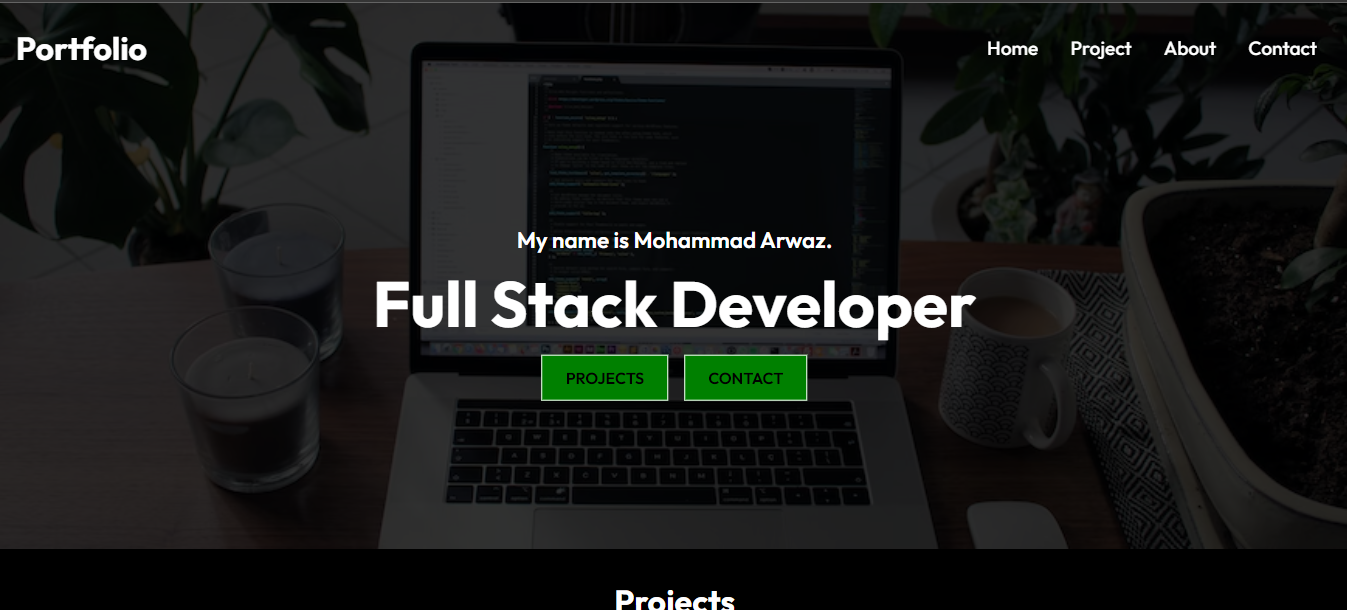 Portfolio
Home Project About Contact
My name is Mohammad Arwaz.
Full Stack Developer
PROJECTS CONTACT
Projects